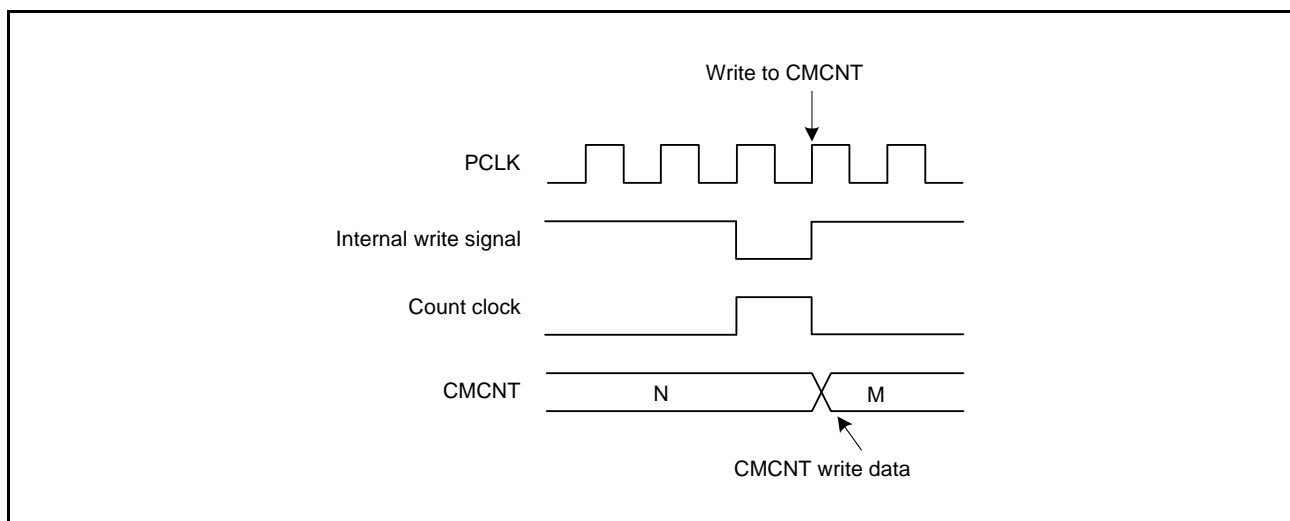 Write to CMCNT
PCLK
Internal write signal
Count clock
CMCNT
N
M
CMCNT write data